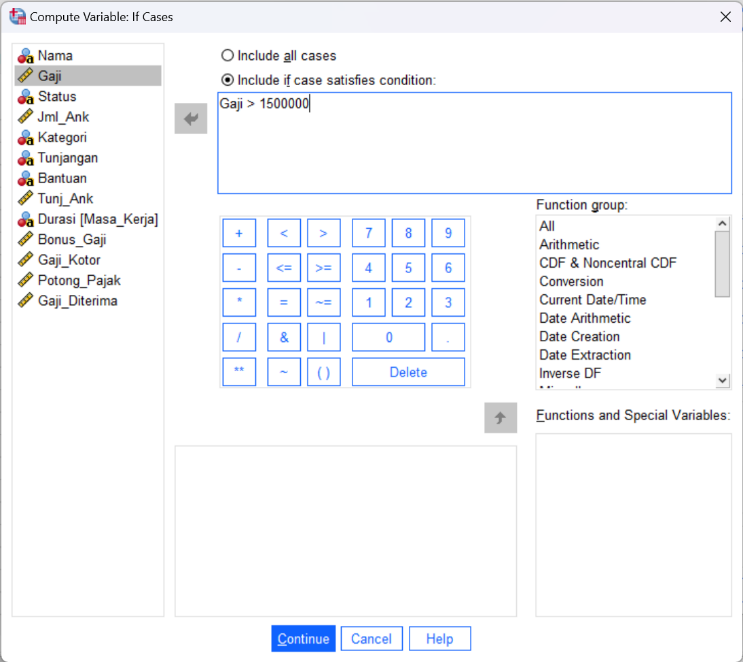 Compute Variable: If Cases
Nama
Gaji
Status
Jml_Ank
Kategori
Tunjangan
Bantuan
Tunj_Ank
Durasi [Masa_Kerja]
Bonus_Gaji
Gaji_Kotor
Potong_Pajak
Gaji_Diterima
Include all cases
Include if case satisfies condition:
Gaji > 1500000
+ < > 7 8 9
- <= >= 4 5 6
* = ~= 1 2 3
/ & | 0 .
** ~ ( ) Delete
Function group:
All
Arithmetic
CDF & Noncentral CDF
Conversion
Current Date/Time
Date Arithmetic
Date Creation
Date Extraction
Inverse DF
Functions and Special Variables:
Continue Cancel Help